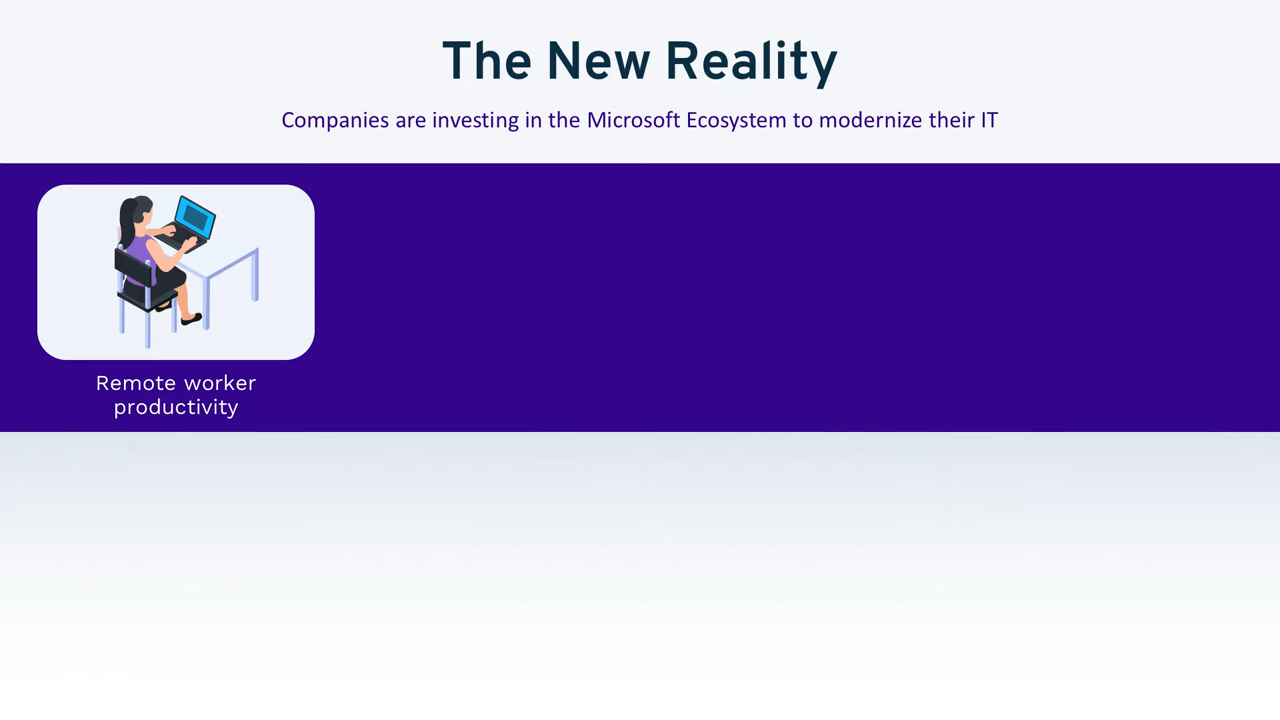 The New Reality
Companies are investing in the Microsoft Ecosystem to modernize their IT
Remote worker
productivity